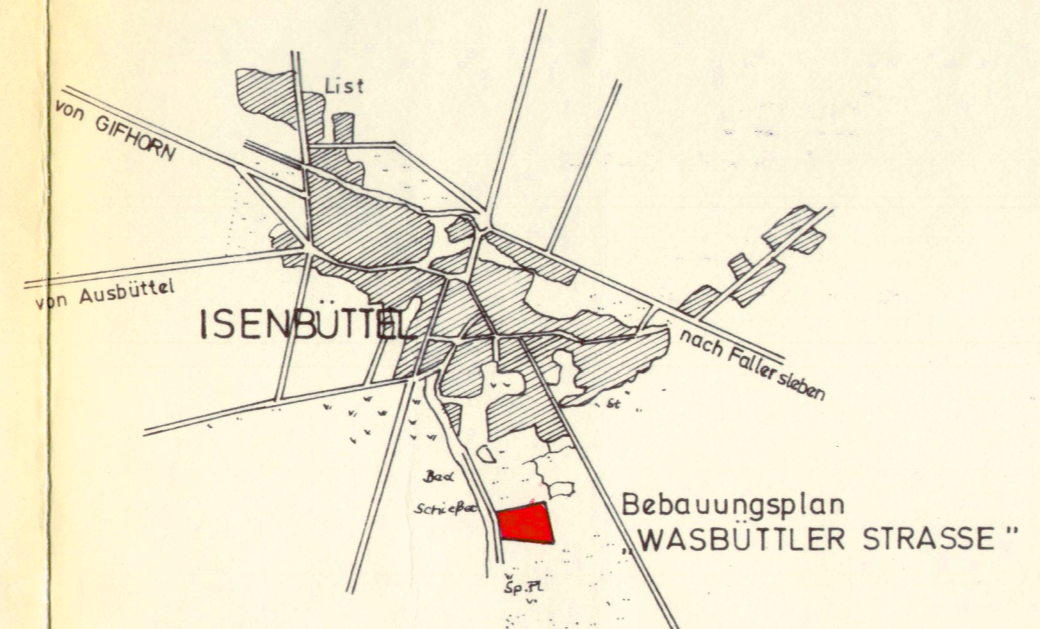 List
von GIFHORN
von Ausbüttel
ISENBÜTTEL
nach Fallersleben
St
Bad
Schießst
Bebauungsplan
„WASBÜTTLER STRASSE”
Sp.Pl